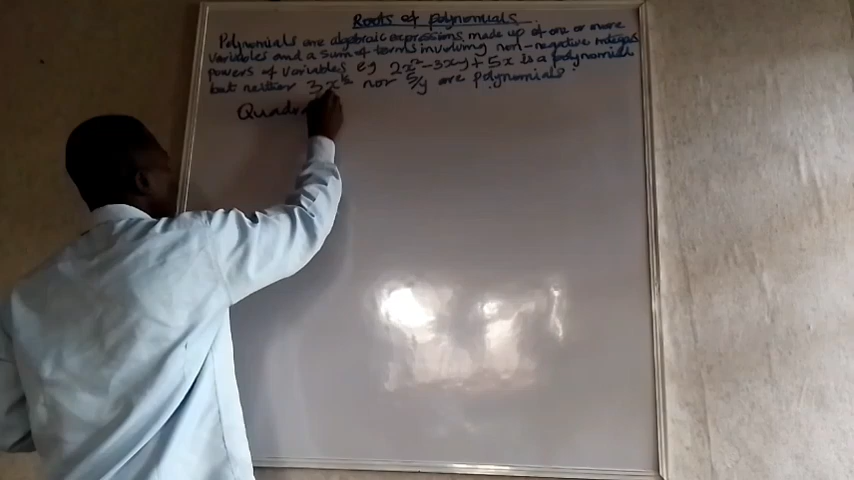 Roots of polynomials
Polynomials are algebraic expressions made up of one or more
variables and a sum of terms involving non-negative integer
powers of variables eg 2x² - 3xy + 5x is a polynomial
but neither 3x^½ nor 5/y are polynomials.
Quadra